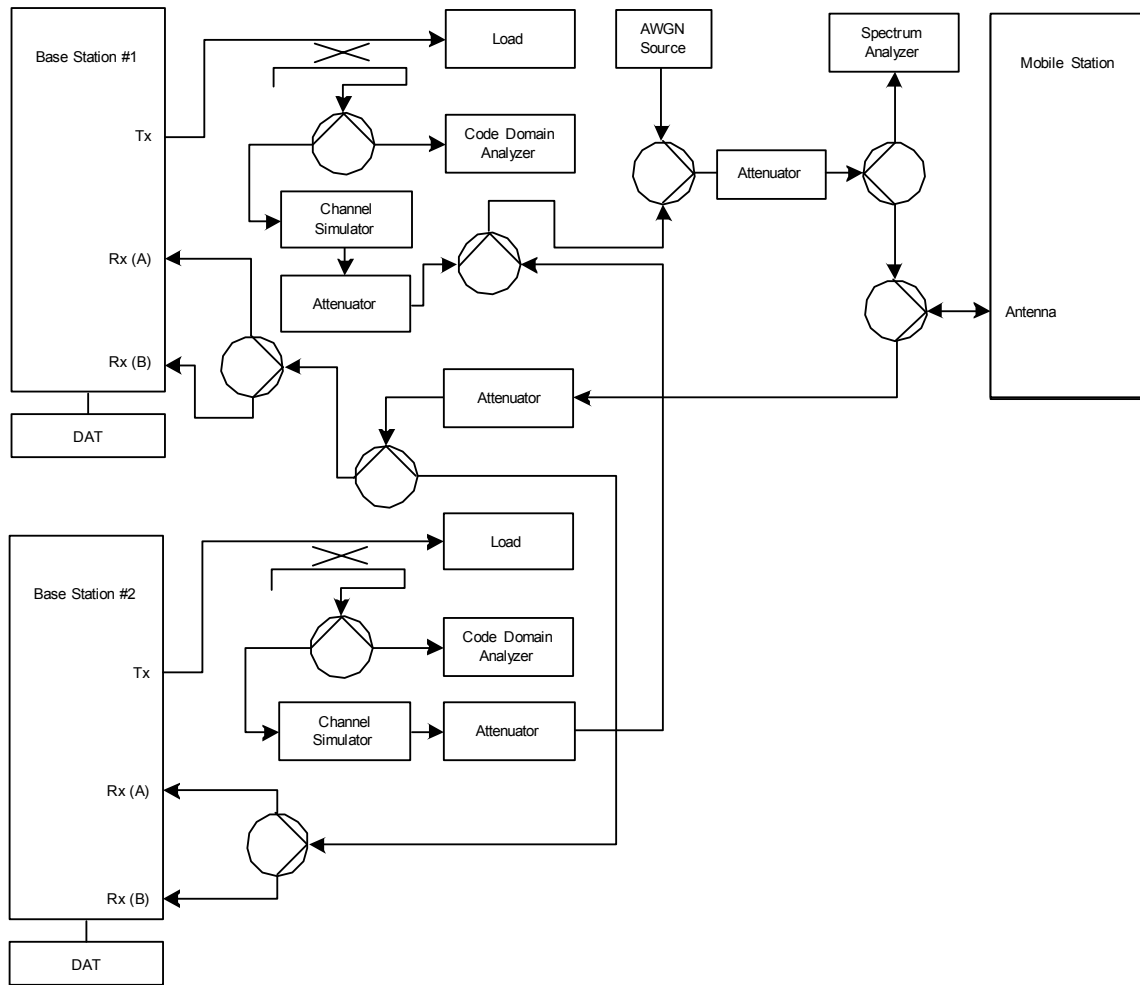 Base Station #1
Load
AWGN
Source
Spectrum
Analyzer
Mobile Station
Tx
Code Domain
Analyzer
Attenuator
Channel
Simulator
Rx (A)
Attenuator
Antenna
Rx (B)
Attenuator
DAT
Load
Base Station #2
Code Domain
Analyzer
Tx
Channel
Simulator
Attenuator
Rx (A)
Rx (B)
DAT